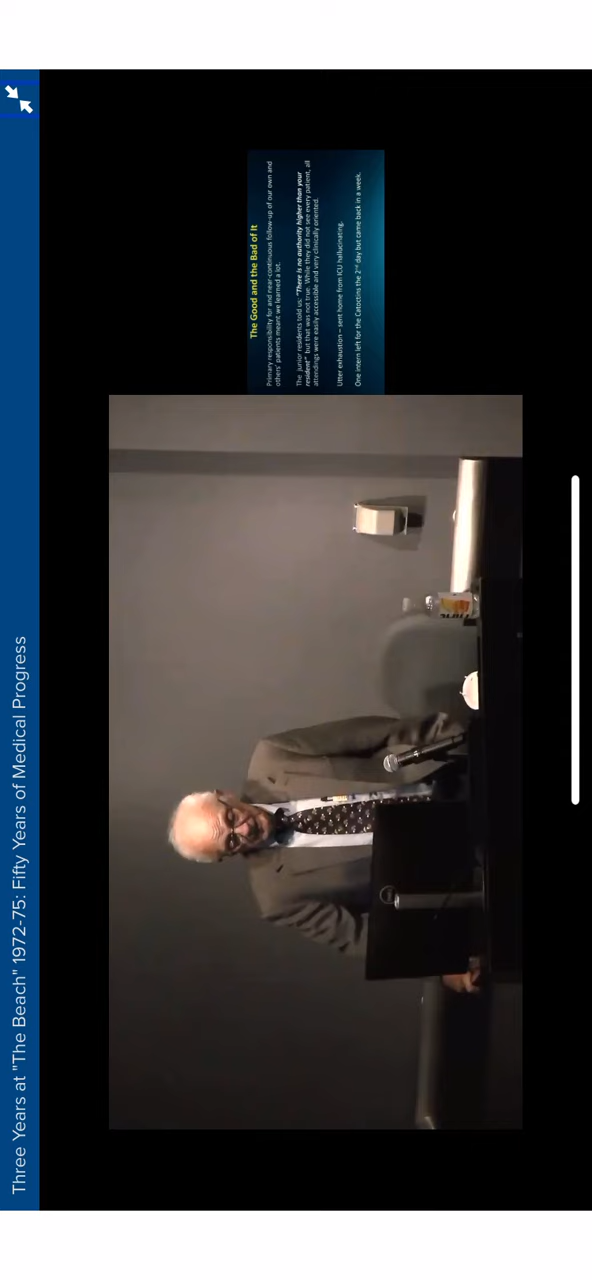 Three Years at "The Beach" 1972-75: Fifty Years of Medical Progress
The Good and the Bad of It
Primary responsibility for and near-continuous follow-up of our own and
others' patients meant we learned a lot.
The junior residents told us: "There is no authority higher than your
resident" but that was not true. While they did not see every patient, all
attendings were easily accessible and very clinically oriented.
Utter exhaustion – sent home from ICU hallucinating.
One intern left for the Catoctins the 2nd day but came back in a week.